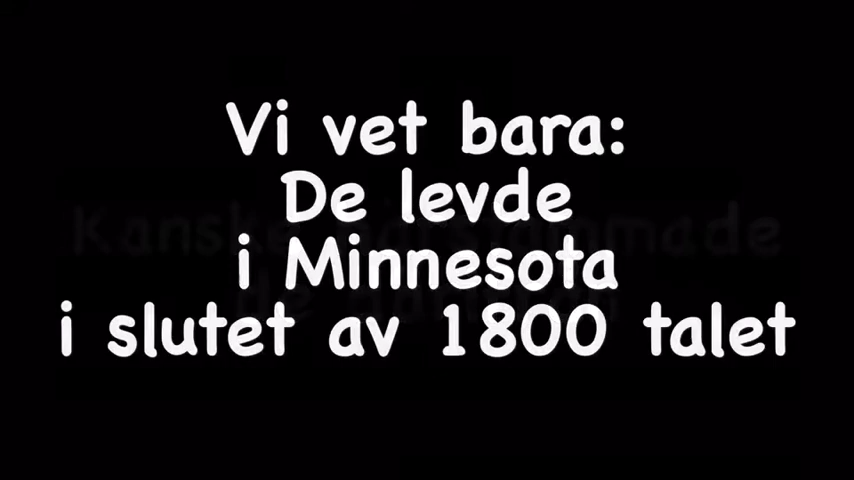 Vi vet bara:
De levde
i Minnesota
i slutet av 1800 talet